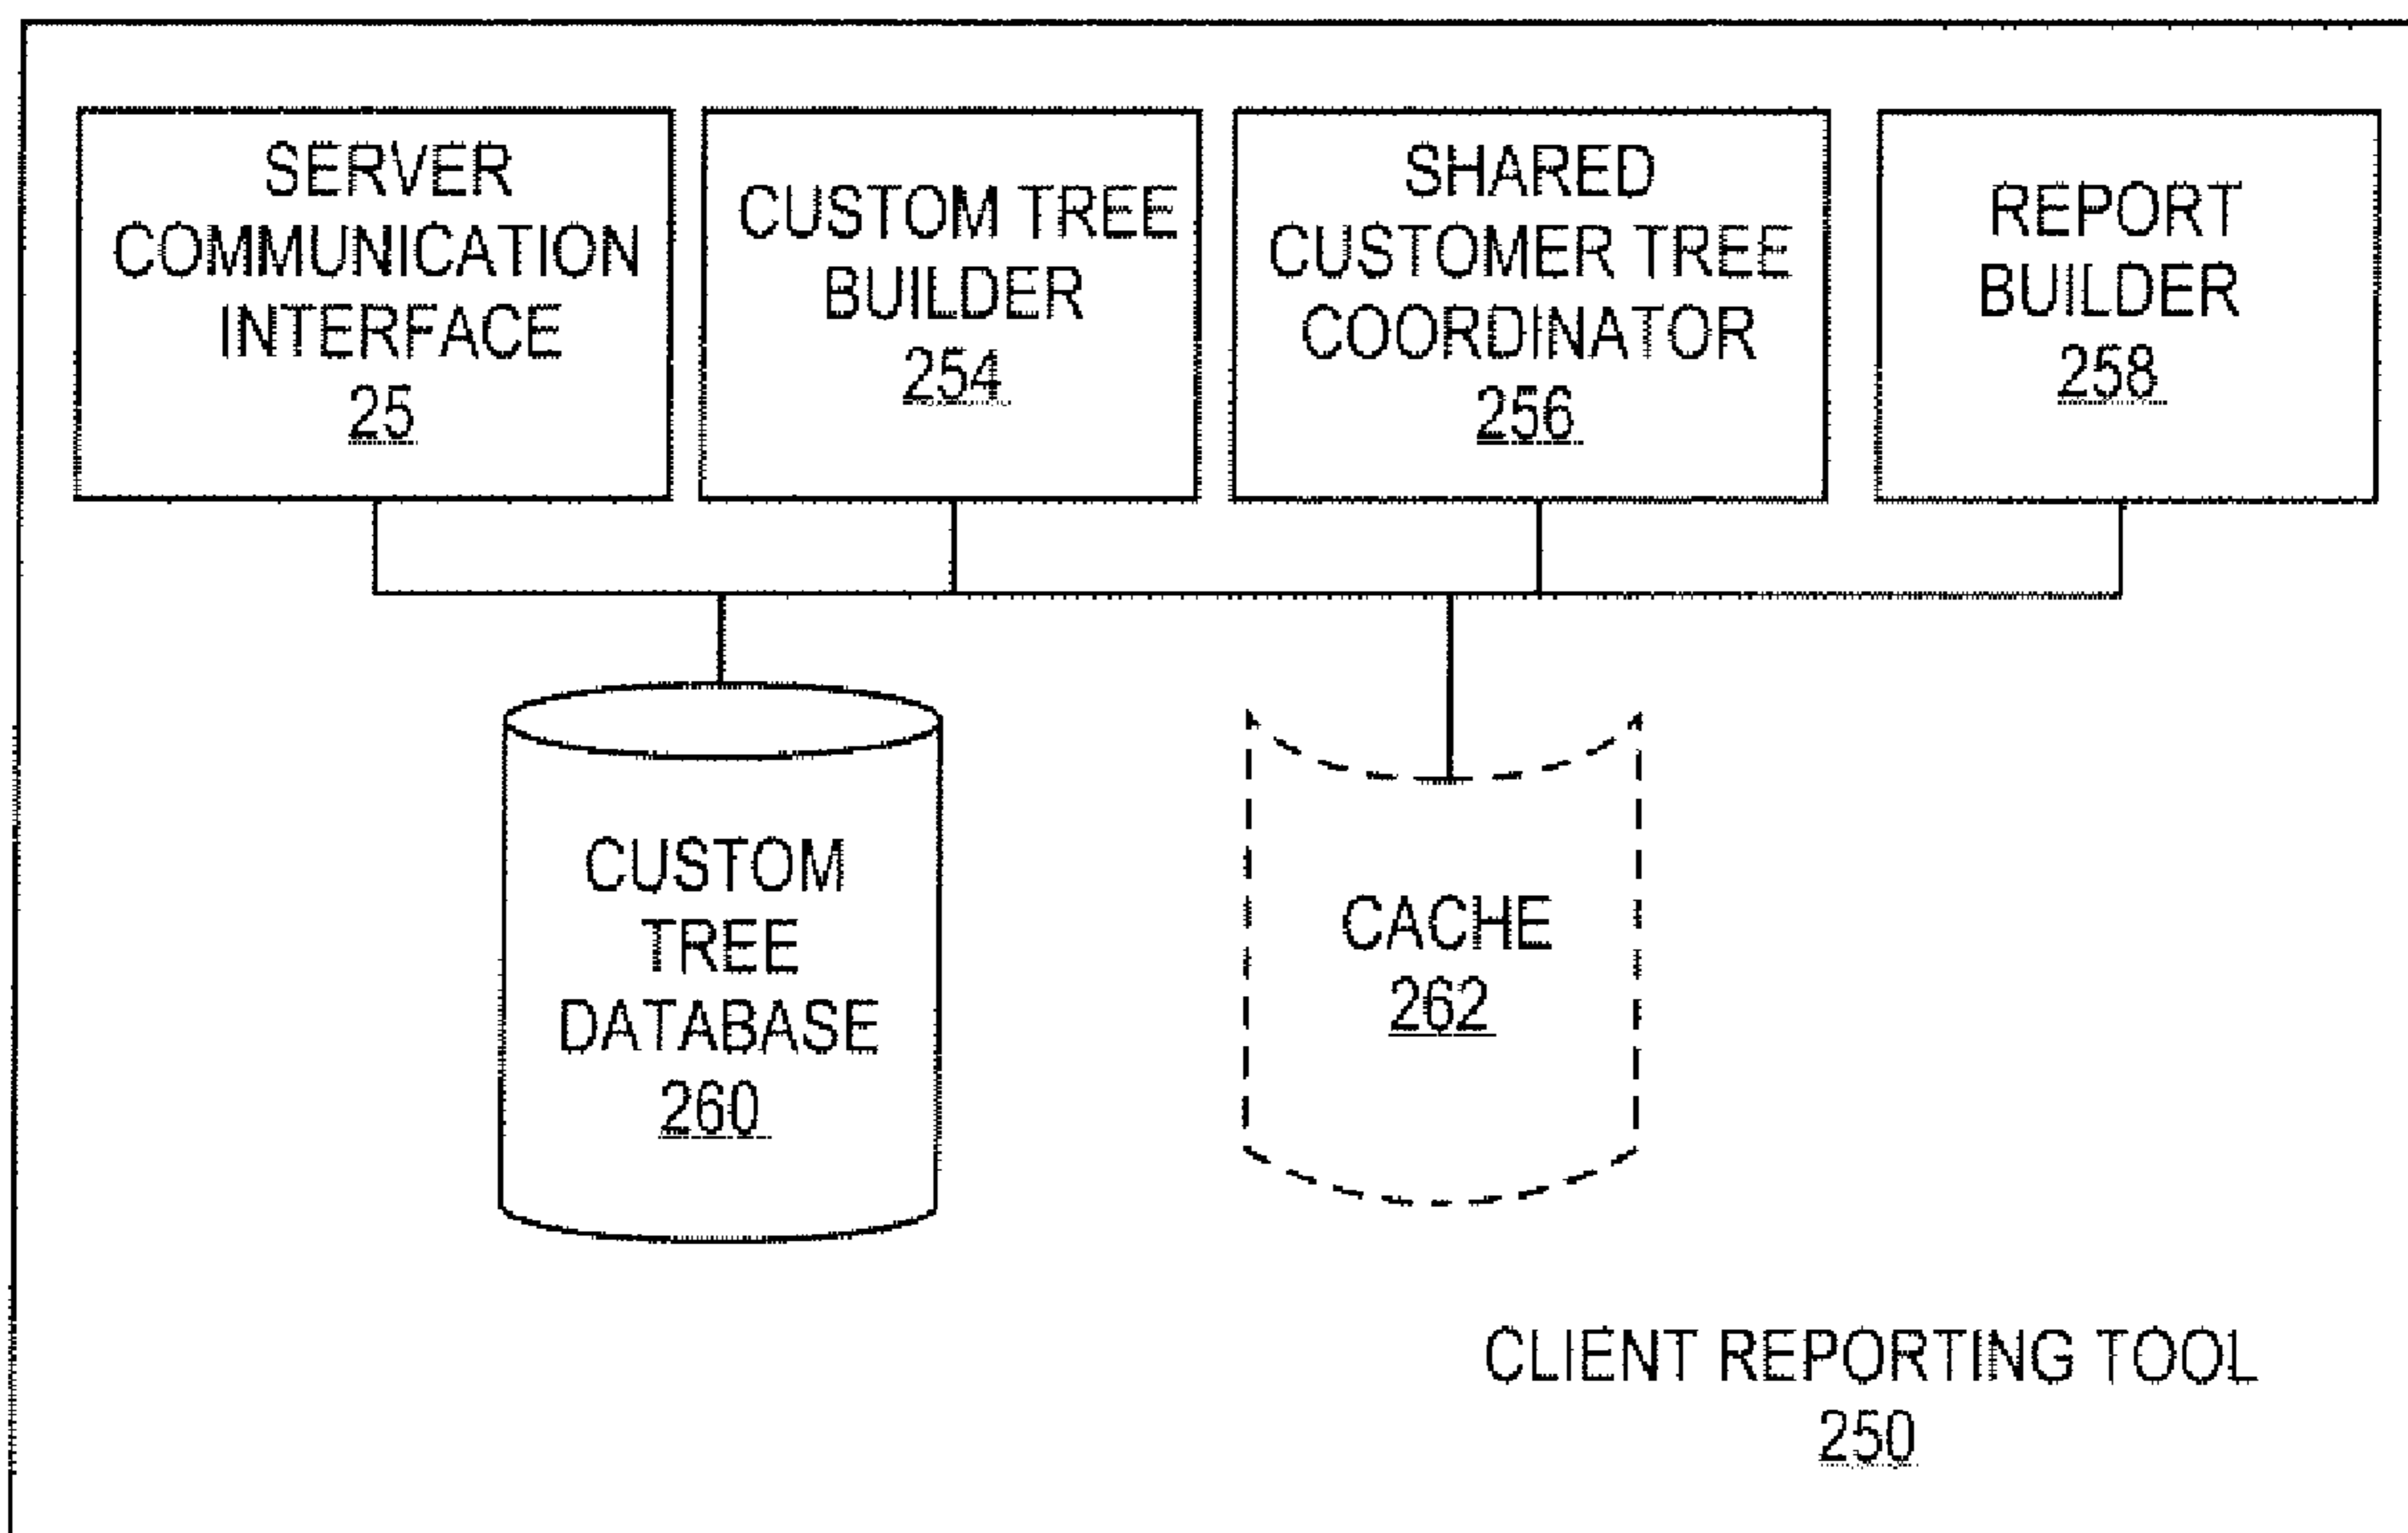 SERVER
COMMUNICATION
INTERFACE
25
CUSTOM TREE
BUILDER
254
SHARED
CUSTOMER TREE
COORDINATOR
256
REPORT
BUILDER
258
CUSTOM
TREE
DATABASE
260
CACHE
262
CLIENT REPORTING TOOL
250